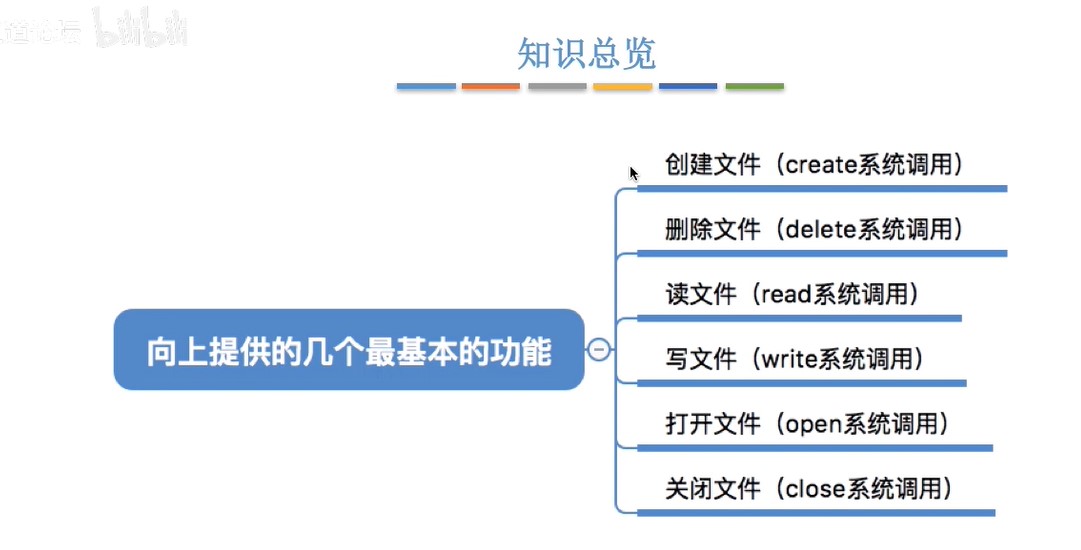 道论坛 bilibili
知识总览
创建文件（create系统调用）
删除文件（delete系统调用）
读文件（read系统调用）
向上提供的几个最基本的功能
写文件（write系统调用）
打开文件（open系统调用）
关闭文件（close系统调用）